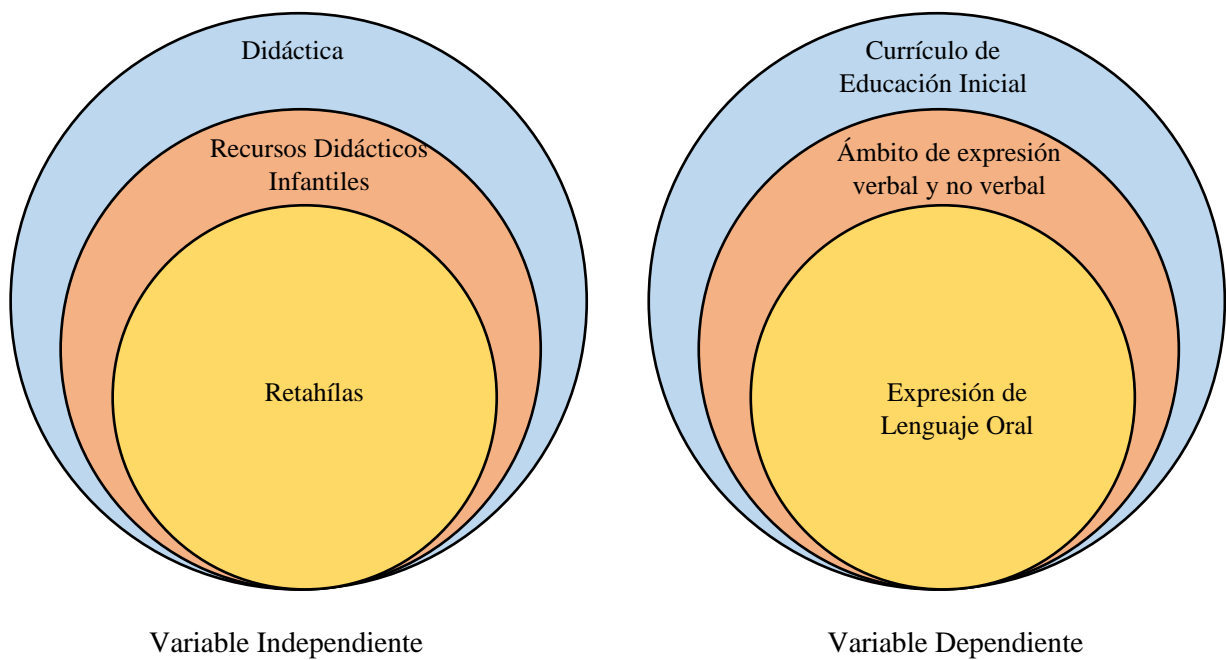 Didáctica
Recursos Didácticos
Infantiles
Retahílas
Variable Independiente
Currículo de
Educación Inicial
Ámbito de expresión
verbal y no verbal
Expresión de
Lenguaje Oral
Variable Dependiente